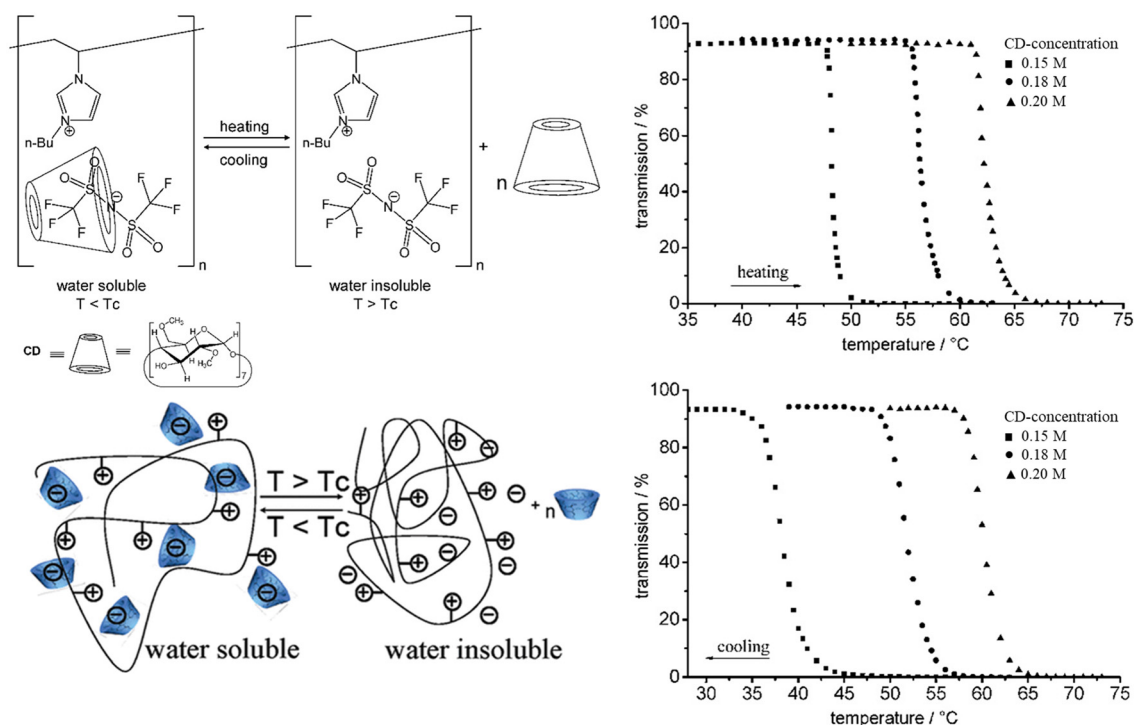 N
N
⊕
n-Bu
O
O
S
F
F
F
F
F
F
N
⊖
S
O
O
n
water soluble
T < Tc
heating
cooling
N
N
⊕
n-Bu
O
O
S
F
F
F
F
F
F
N
⊖
S
O
O
n
water insoluble
T > Tc
+
n
CD ≡ ≡
OCH₃
H
H
O
H
HO
H
H₃CO
H
O
7
T > Tc
T < Tc
+ n
water soluble
water insoluble
transmission / %
100
80
60
40
20
0
CD-concentration
■ 0.15 M
● 0.18 M
▲ 0.20 M
heating
35 40 45 50 55 60 65 70 75
temperature / °C
transmission / %
100
80
60
40
20
0
CD-concentration
■ 0.15 M
● 0.18 M
▲ 0.20 M
cooling
30 35 40 45 50 55 60 65 70 75
temperature / °C